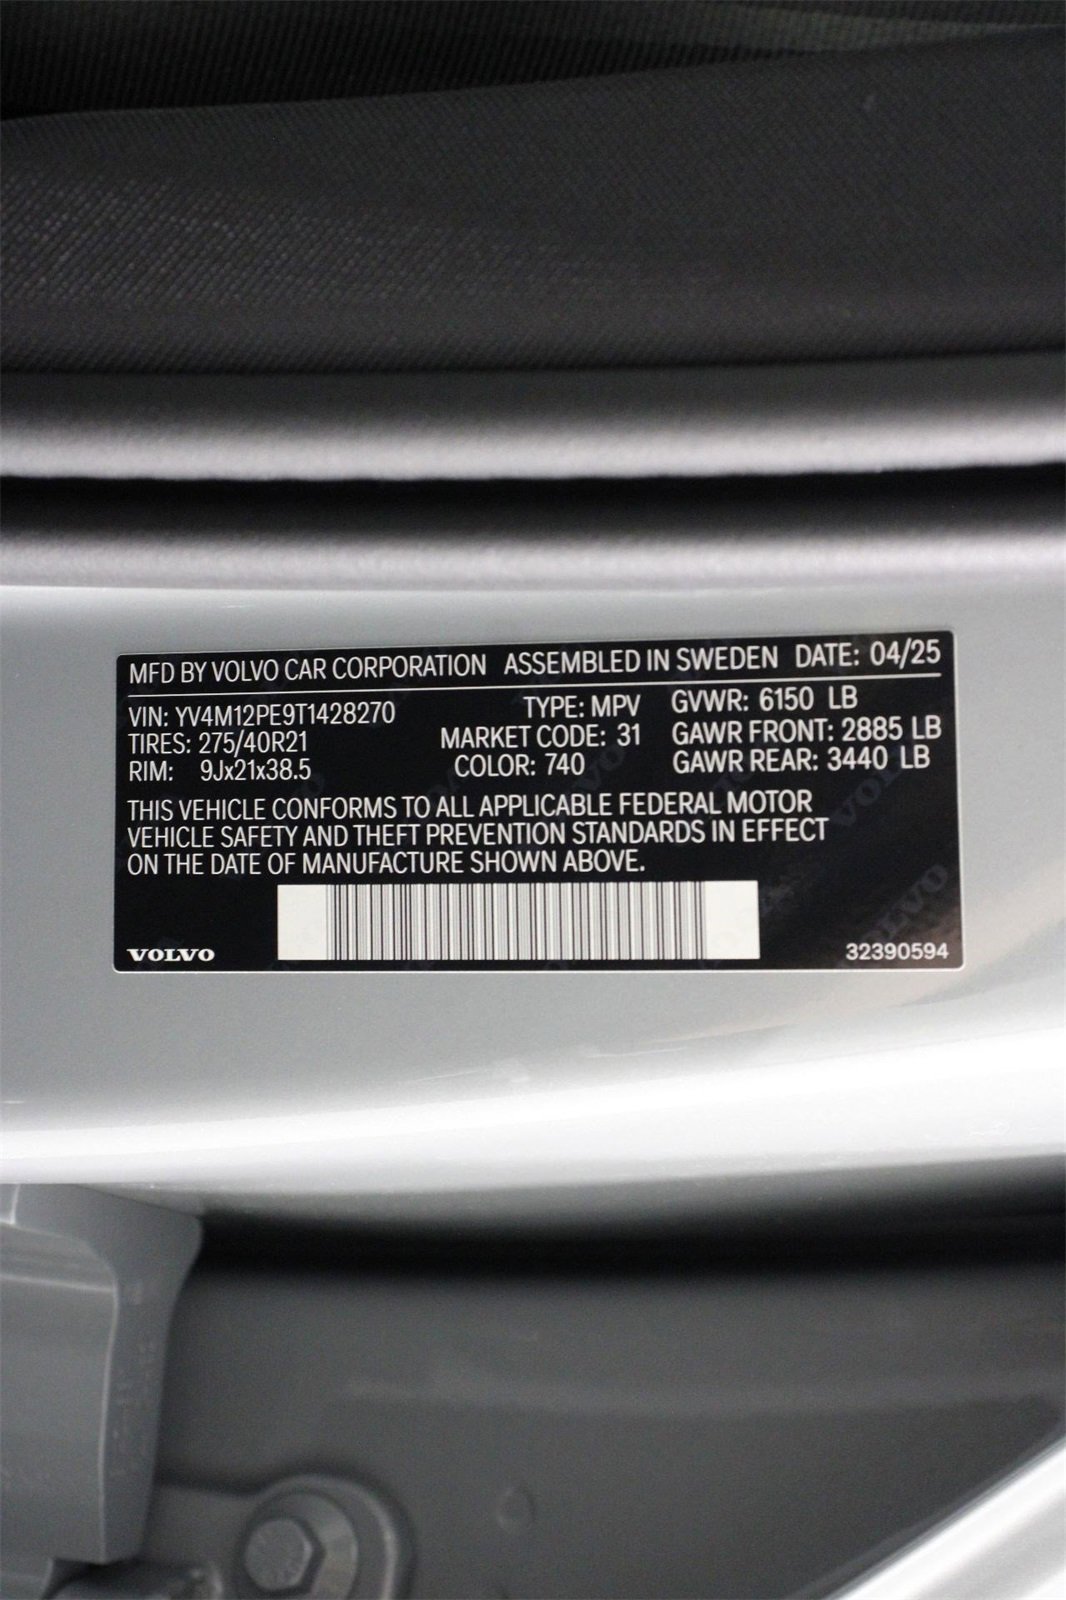 MFD BY VOLVO CAR CORPORATION ASSEMBLED IN SWEDEN DATE: 04/25
VIN: YV4M12PE9T1428270 TYPE: MPV GVWR: 6150 LB
TIRES: 275/40R21 MARKET CODE: 31 GAWR FRONT: 2885 LB
RIM: 9Jx21x38.5 COLOR: 740 GAWR REAR: 3440 LB
THIS VEHICLE CONFORMS TO ALL APPLICABLE FEDERAL MOTOR
VEHICLE SAFETY AND THEFT PREVENTION STANDARDS IN EFFECT
ON THE DATE OF MANUFACTURE SHOWN ABOVE.
VOLVO 32390594